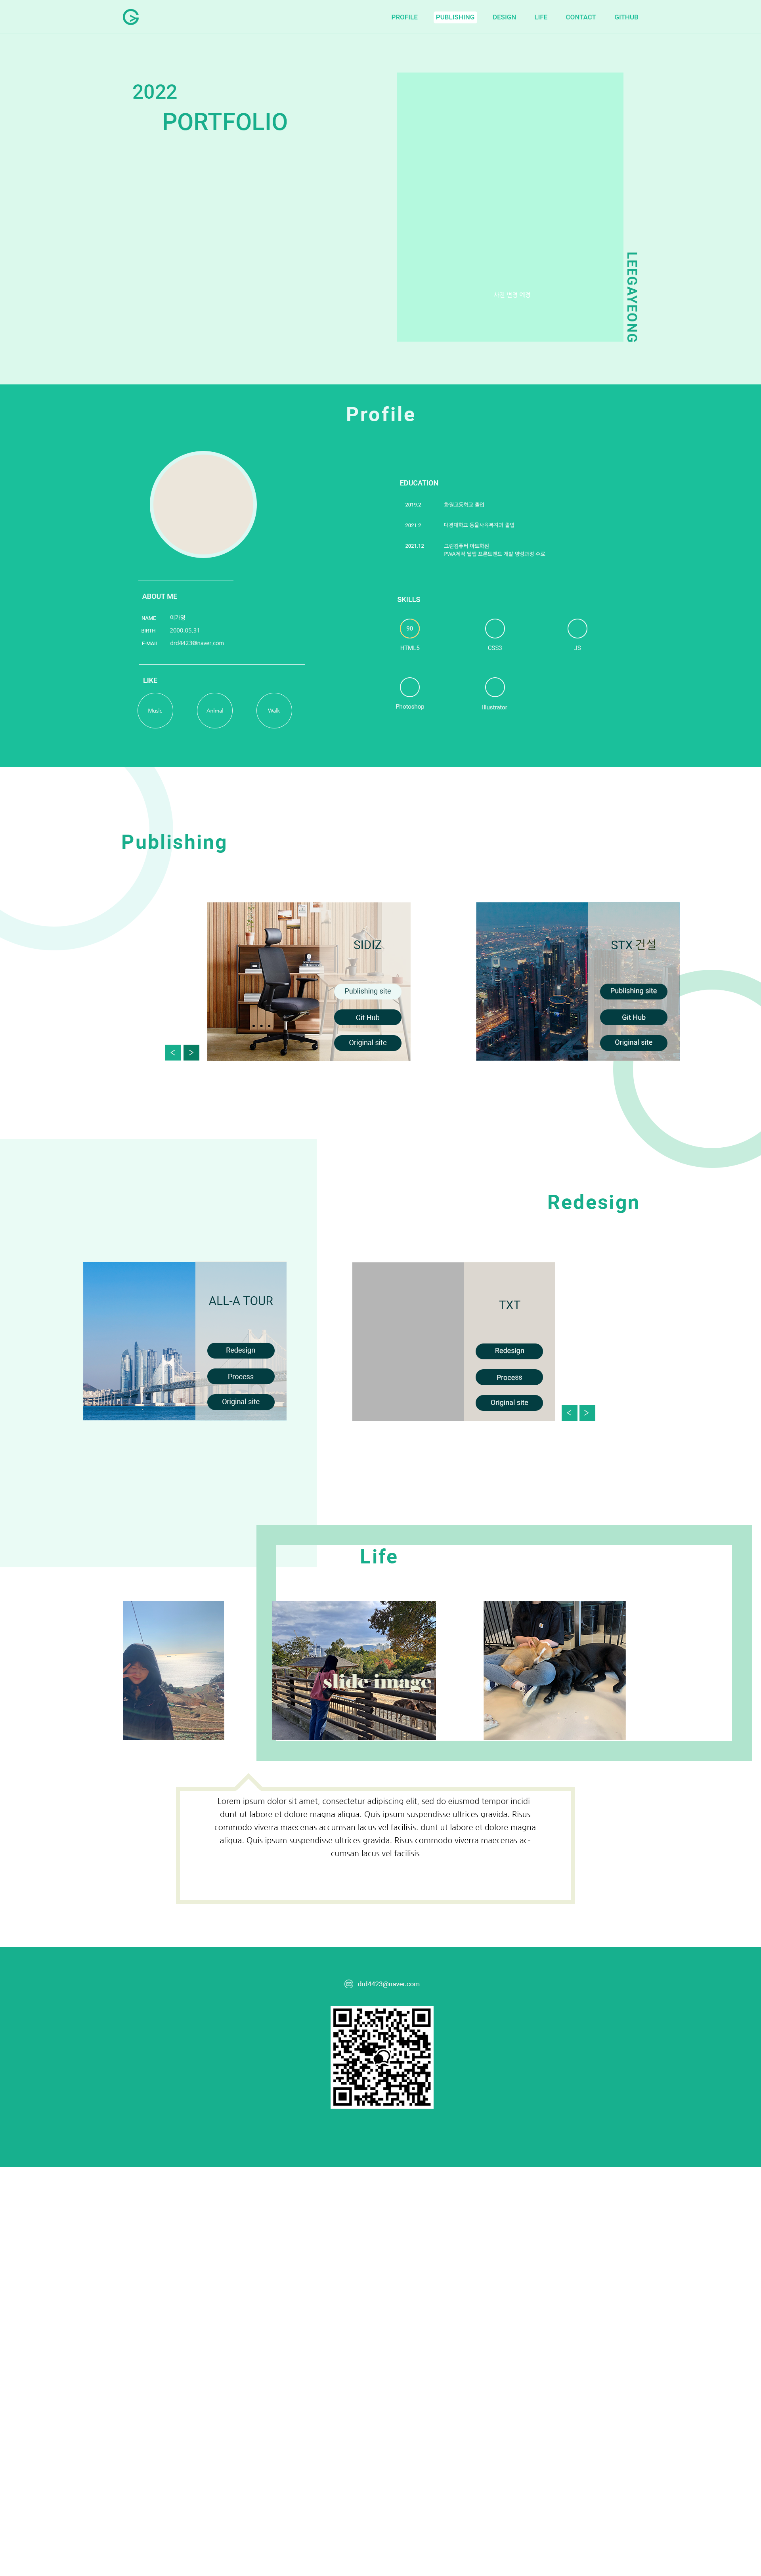 PROFILE PUBLISHING DESIGN LIFE CONTACT GITHUB
2022
PORTFOLIO
LEEGAYEONG
Profile
ABOUT ME
NAME 이가영
BIRTH 2000.05.31
E-MAIL drd4423@naver.com
LIKE
Music Animal Walk
EDUCATION
2019.2 화원고등학교 졸업
2021.2 대경대학교 동물사육복지과 졸업
2021.12 그린컴퓨터 아트학원
PWA제작 웹앱 프론트엔드 개발 양성과정 수료
SKILLS
90
HTML5 CSS3 JS
Photoshop Illustrator
Publishing
SIDIZ
Publishing site
Git Hub
Original site
< >
STX 건설
Publishing site
Git Hub
Original site
Redesign
ALL-A TOUR
Redesign
Process
Original site
TXT
Redesign
Process
Original site
< >
Life
slide image
Lorem ipsum dolor sit amet, consectetur adipiscing elit, sed do eiusmod tempor incidi-
dunt ut labore et dolore magna aliqua. Quis ipsum suspendisse ultrices gravida. Risus
commodo viverra maecenas accumsan lacus vel facilisis. dunt ut labore et dolore magna
aliqua. Quis ipsum suspendisse ultrices gravida. Risus commodo viverra maecenas ac-
cumsan lacus vel facilisis
drd4423@naver.com